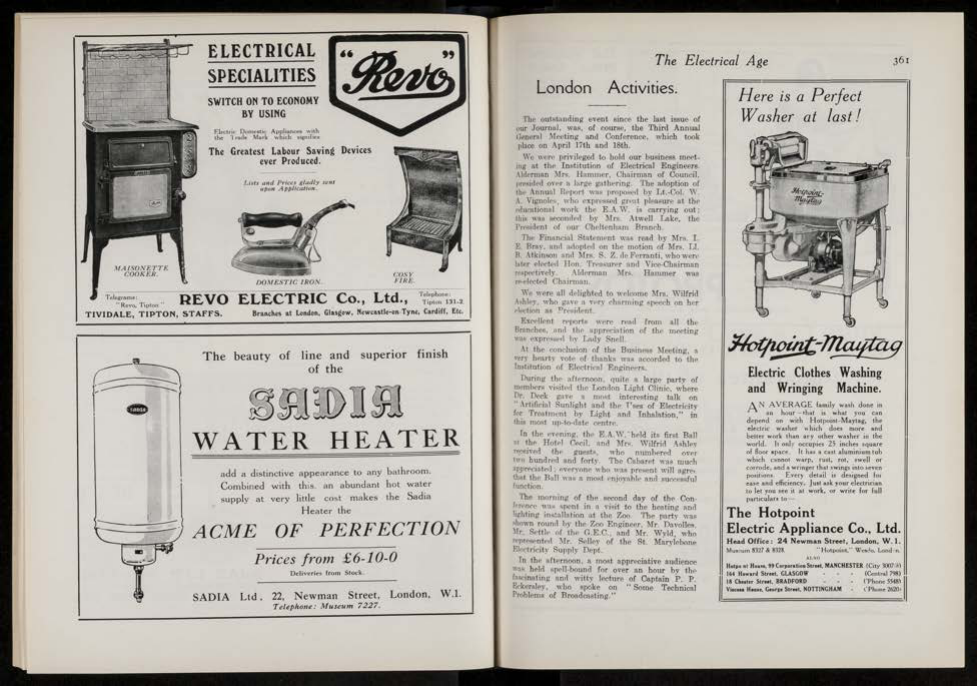 ELECTRICAL
SPECIALITIES
SWITCH ON TO ECONOMY
BY USING
"Revo"
Electric Domestic Appliances with
the Trade Mark which signifies
The Greatest Labour Saving Devices
ever Produced.
Lists and Prices gladly sent
upon Application.
MAISONETTE
COOKER.
DOMESTIC IRON.
COSY
FIRE.
Telegrams:
"Revo, Tipton"
REVO ELECTRIC Co., Ltd.,
Telephone:
Tipton 131-2
TIVIDALE, TIPTON, STAFFS.
Branches at London, Glasgow, Newcastle-on-Tyne, Cardiff, Etc.
The beauty of line and superior finish
of the
SADIA
WATER HEATER
SADIA
add a distinctive appearance to any bathroom.
Combined with this, an abundant hot water
supply at very little cost makes the Sadia
Heater the
ACME OF PERFECTION
Prices from £6-10-0
Deliveries from Stock.
SADIA Ltd. 22, Newman Street, London, W.1.
Telephone: Museum 7227.
The Electrical Age
361
London Activities.
The outstanding event since the last issue of
our Journal, was, of course, the Third Annual
General Meeting and Conference, which took
place on April 17th and 18th.
We were privileged to hold our business meet-
ing at the Institution of Electrical Engineers.
Alderman Mrs. Hammer, Chairman of Council,
presided over a large gathering. The adoption of
the Annual Report was proposed by Lt.-Col. W.
A. Vignoles, who expressed great pleasure at the
educational work the E.A.W. is carrying out;
this was seconded by Mrs. Atwell Lake, the
President of our Cheltenham Branch.
The Financial Statement was read by Mrs. I.
E. Bray, and adopted on the motion of Mrs. Ll.
B. Atkinson and Mrs. S. Z. de Ferranti, who were
later elected Hon. Treasurer and Vice-Chairman
respectively. Alderman Mrs. Hammer was
re-elected Chairman.
We were all delighted to welcome Mrs. Wilfrid
Ashley, who gave a very charming speech on her
election as President.
Excellent reports were read from all the
Branches, and the appreciation of the meeting
was expressed by Lady Snell.
At the conclusion of the Business Meeting, a
very hearty vote of thanks was accorded to the
Institution of Electrical Engineers.
During the afternoon, quite a large party of
members visited the London Light Clinic, where
Dr. Deck gave a most interesting talk on
"Artificial Sunlight and the Uses of Electricity
for Treatment by Light and Inhalation," in
this most up-to-date centre.
In the evening, the E.A.W. held its first Ball
at the Hotel Cecil, and Mrs. Wilfrid Ashley
received the guests, who numbered over
two hundred and forty. The Cabaret was much
appreciated; everyone who was present will agree
that the Ball was a most enjoyable and successful
function.
The morning of the second day of the Con-
ference was spent in a visit to the heating and
lighting installation at the Zoo. The party was
shown round by the Zoo Engineer, Mr. Davolles,
Mr. Settle of the G.E.C., and Mr. Wyld, who
represented Mr. Selley of the St. Marylebone
Electricity Supply Dept.
In the afternoon, a most appreciative audience
was held spell-bound for over an hour by the
fascinating and witty lecture of Captain P. P.
Eckersley, who spoke on "Some Technical
Problems of Broadcasting."
Here is a Perfect
Washer at last!
Hotpoint-
Maytag
Hotpoint-Maytag
Electric Clothes Washing
and Wringing Machine.
AN AVERAGE family wash done in
an hour—that is what you can
depend on with Hotpoint-Maytag, the
electric washer which does more and
better work than any other washer in the
world. It only occupies 25 inches square
of floor space. It has a cast aluminium tub
which cannot warp, rust, rot, swell or
corrode, and a wringer that swings into seven
positions. Every detail is designed for
ease and efficiency. Just ask your electrician
to let you see it at work, or write for full
particulars to—
The Hotpoint
Electric Appliance Co., Ltd.
Head Office: 24 Newman Street, London, W.1.
Museum 8327 & 8328. "Hotpoint," Wesdo, London
ALSO
Hotpoint House, 89 Corporation Street, MANCHESTER (City 3007/8)
164 Howard Street, GLASGOW - - - (Central 798)
18 Chester Street, BRADFORD - - - ('Phone 5548)
Viscosa House, George Street, NOTTINGHAM - ('Phone 2620)